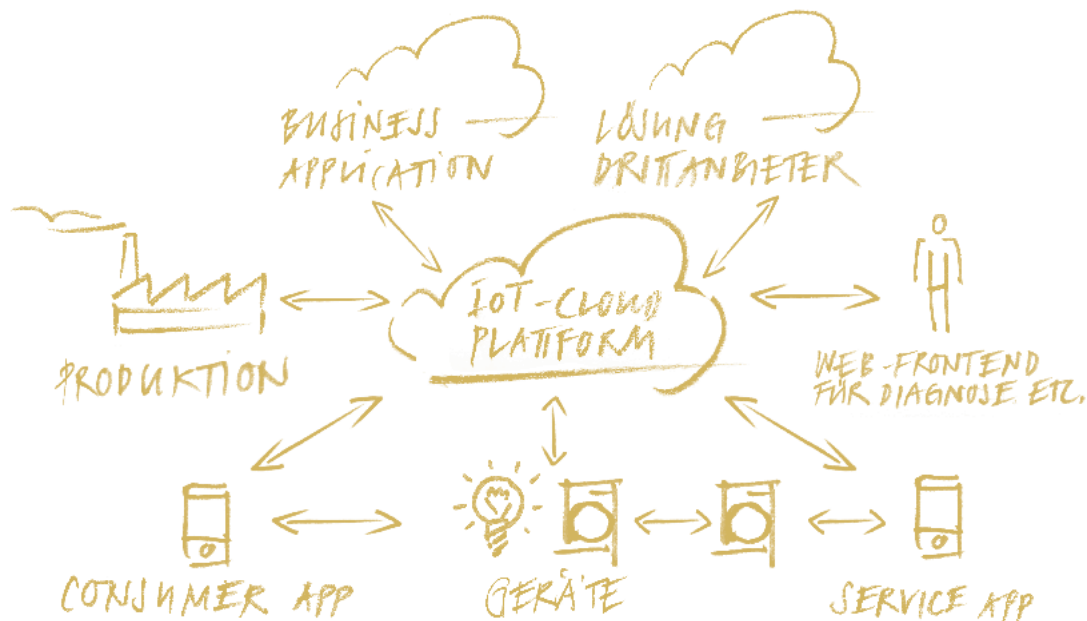 BUSINESS
APPLICATION
LÖSUNG
DRITTANBIETER
IOT-CLOUD
PLATTFORM
PRODUKTION
WEB-FRONTEND
FÜR DIAGNOSE ETC.
CONSUMER APP
GERÄTE
SERVICE APP